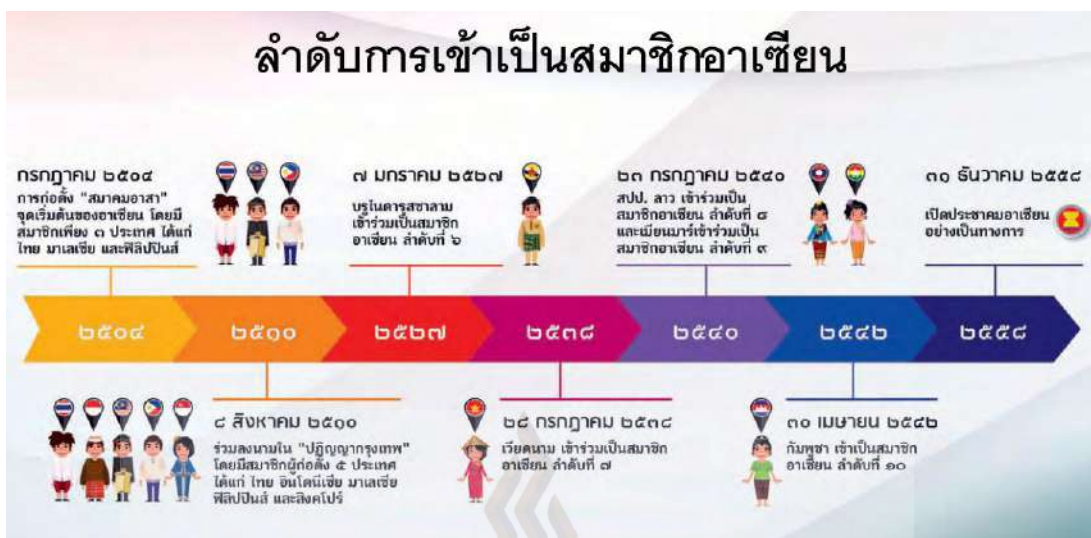 ลำดับการเข้าเป็นสมาชิกอาเซียน
กรกฎาคม ๒๕๐๔
การก่อตั้ง "สมาคมอาสา"
จุดเริ่มต้นของอาเซียน โดยมี
สมาชิกเพียง ๓ ประเทศ ได้แก่
ไทย มาเลเซีย และฟิลิปปินส์
๗ มกราคม ๒๕๒๗
บรูไนดารุสซาลาม
เข้าร่วมเป็นสมาชิก
อาเซียน ลำดับที่ ๖
๒๓ กรกฎาคม ๒๕๔๐
สปป. ลาว เข้าร่วมเป็น
สมาชิกอาเซียน ลำดับที่ ๘
และเมียนมาร์เข้าร่วมเป็น
สมาชิกอาเซียน ลำดับที่ ๙
๓๑ ธันวาคม ๒๕๕๘
เปิดประชาคมอาเซียน
อย่างเป็นทางการ
๒๕๐๔
๒๕๑๐
๒๕๒๗
๒๕๓๘
๒๕๔๐
๒๕๔๒
๒๕๕๘
๘ สิงหาคม ๒๕๑๐
ร่วมลงนามใน "ปฏิญญากรุงเทพ"
โดยมีสมาชิกผู้ก่อตั้ง ๕ ประเทศ
ได้แก่ ไทย อินโดนีเซีย มาเลเซีย
ฟิลิปปินส์ และสิงคโปร์
๒๘ กรกฎาคม ๒๕๓๘
เวียดนาม เข้าร่วมเป็นสมาชิก
อาเซียน ลำดับที่ ๗
๓๐ เมษายน ๒๕๔๒
กัมพูชา เข้าเป็นสมาชิก
อาเซียน ลำดับที่ ๑๐